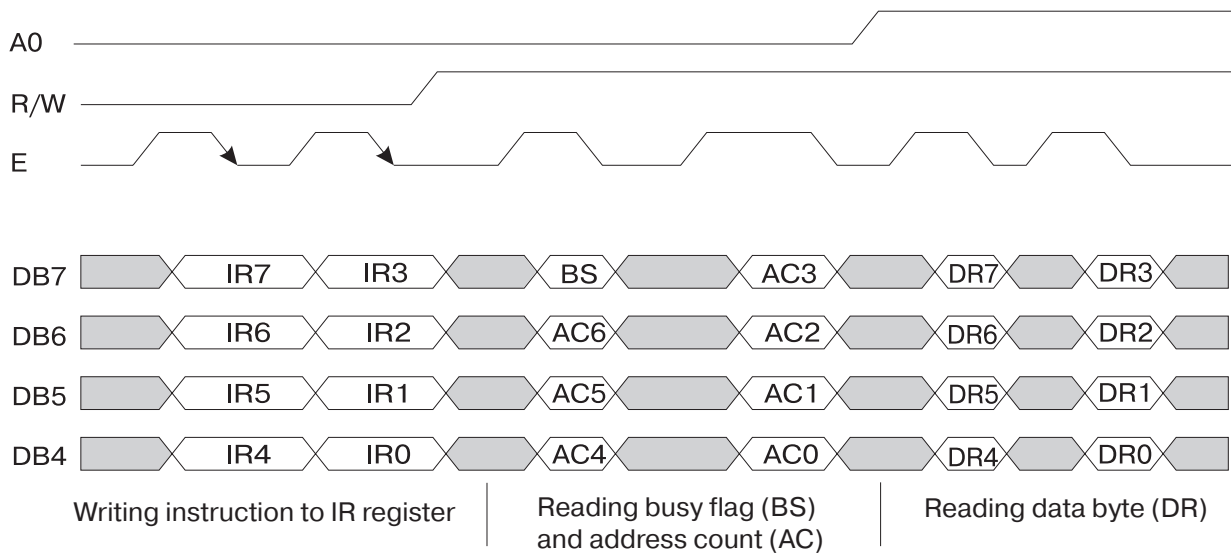 A0
R/W
E
DB7 IR7 IR3 BS AC3 DR7 DR3
DB6 IR6 IR2 AC6 AC2 DR6 DR2
DB5 IR5 IR1 AC5 AC1 DR5 DR1
DB4 IR4 IR0 AC4 AC0 DR4 DR0
Writing instruction to IR register
Reading busy flag (BS)
and address count (AC)
Reading data byte (DR)